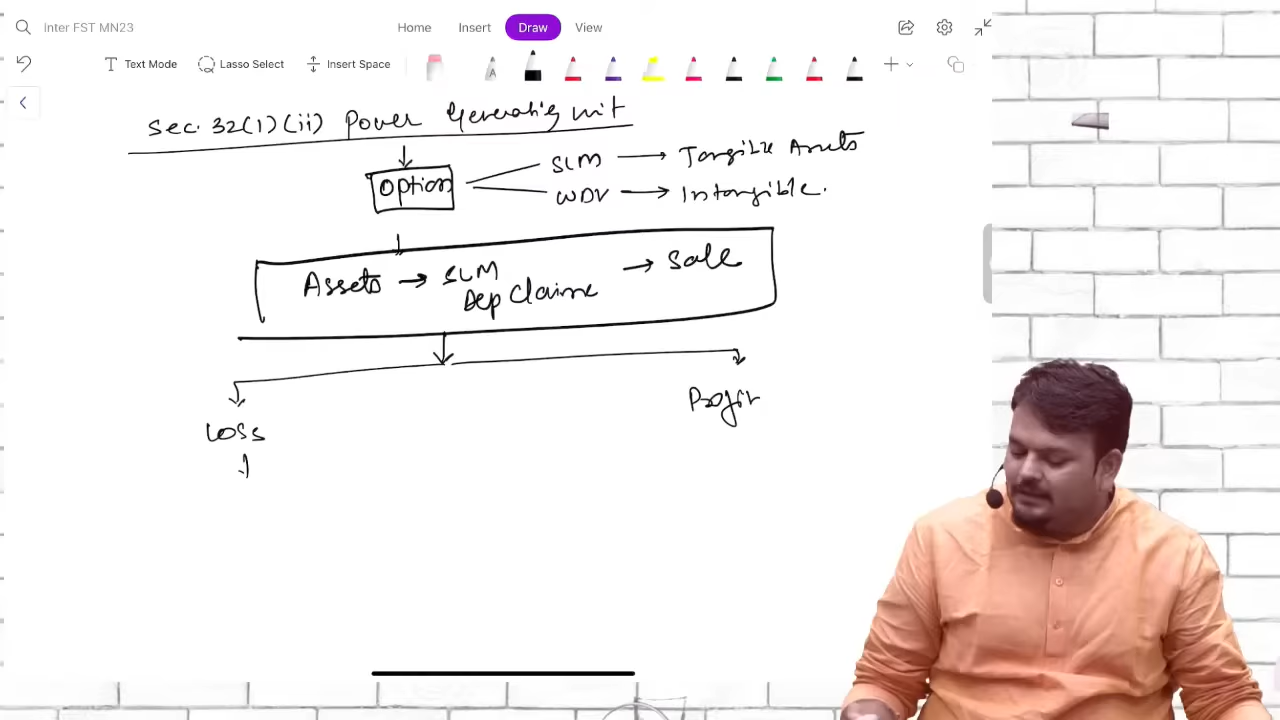 Inter FST MN23
Home Insert Draw View
Text Mode Lasso Select Insert Space
A
Sec. 32(1)(ii) Power Generating unit
Option
SLM → Tangible Assets
WDV → Intangible.
Assets → SLM → Sale
Dep Claime
Loss
Profit